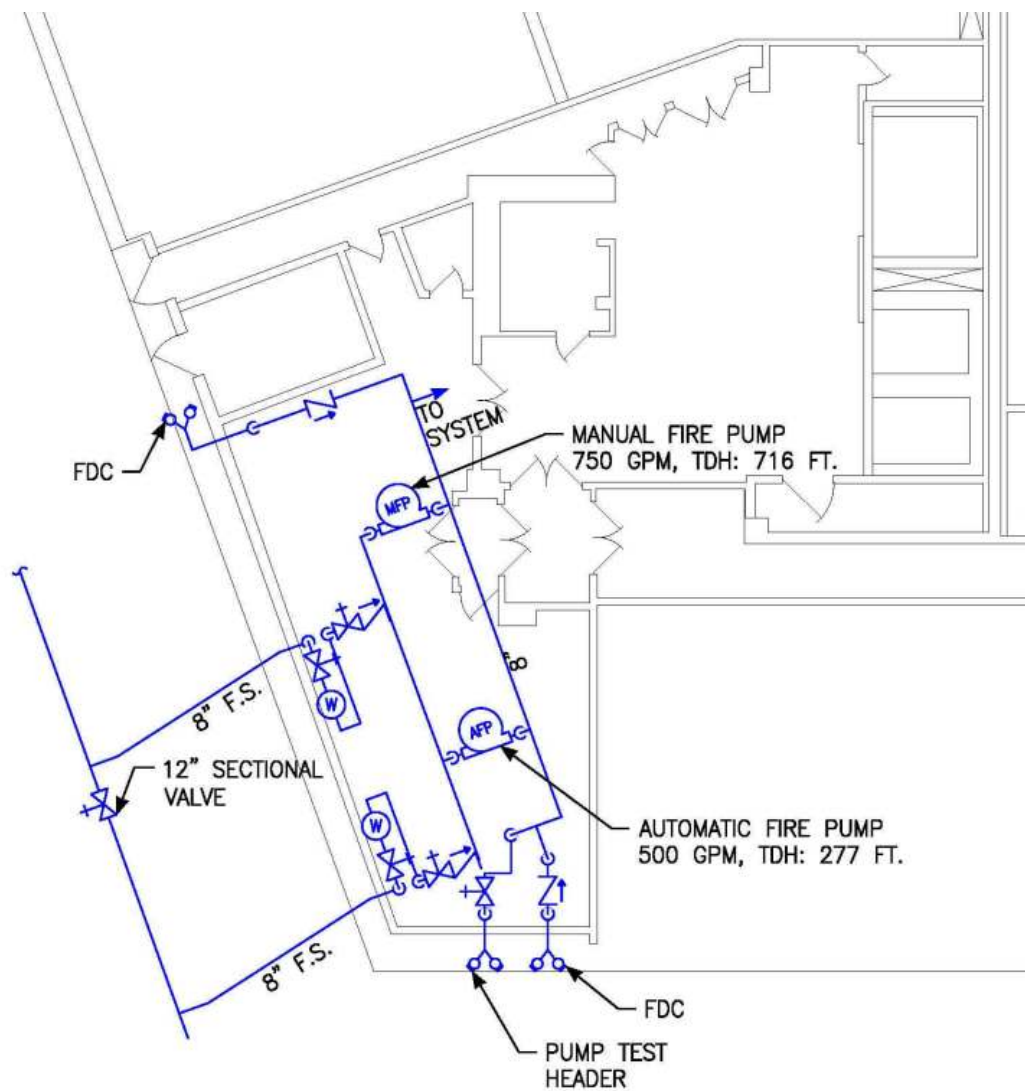 TO
SYSTEM
MANUAL FIRE PUMP
750 GPM, TDH: 716 FT.
FDC
MFP
8"
8" F.S.
W
AFP
12" SECTIONAL
VALVE
W
AUTOMATIC FIRE PUMP
500 GPM, TDH: 277 FT.
8" F.S.
FDC
PUMP TEST
HEADER